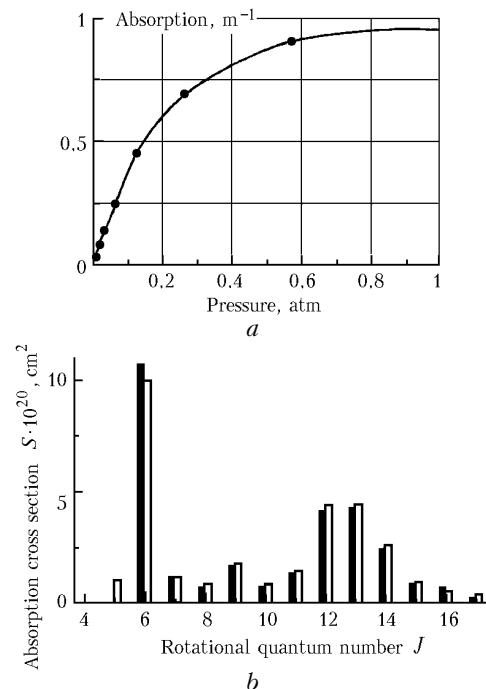 Absorption, m⁻¹
1
0.5
0
0.2 0.4 0.6 0.8 1
Pressure, atm
a
Absorption cross section S·10²⁰, cm²
10
5
0
4 6 8 10 12 14 16
Rotational quantum number J
b